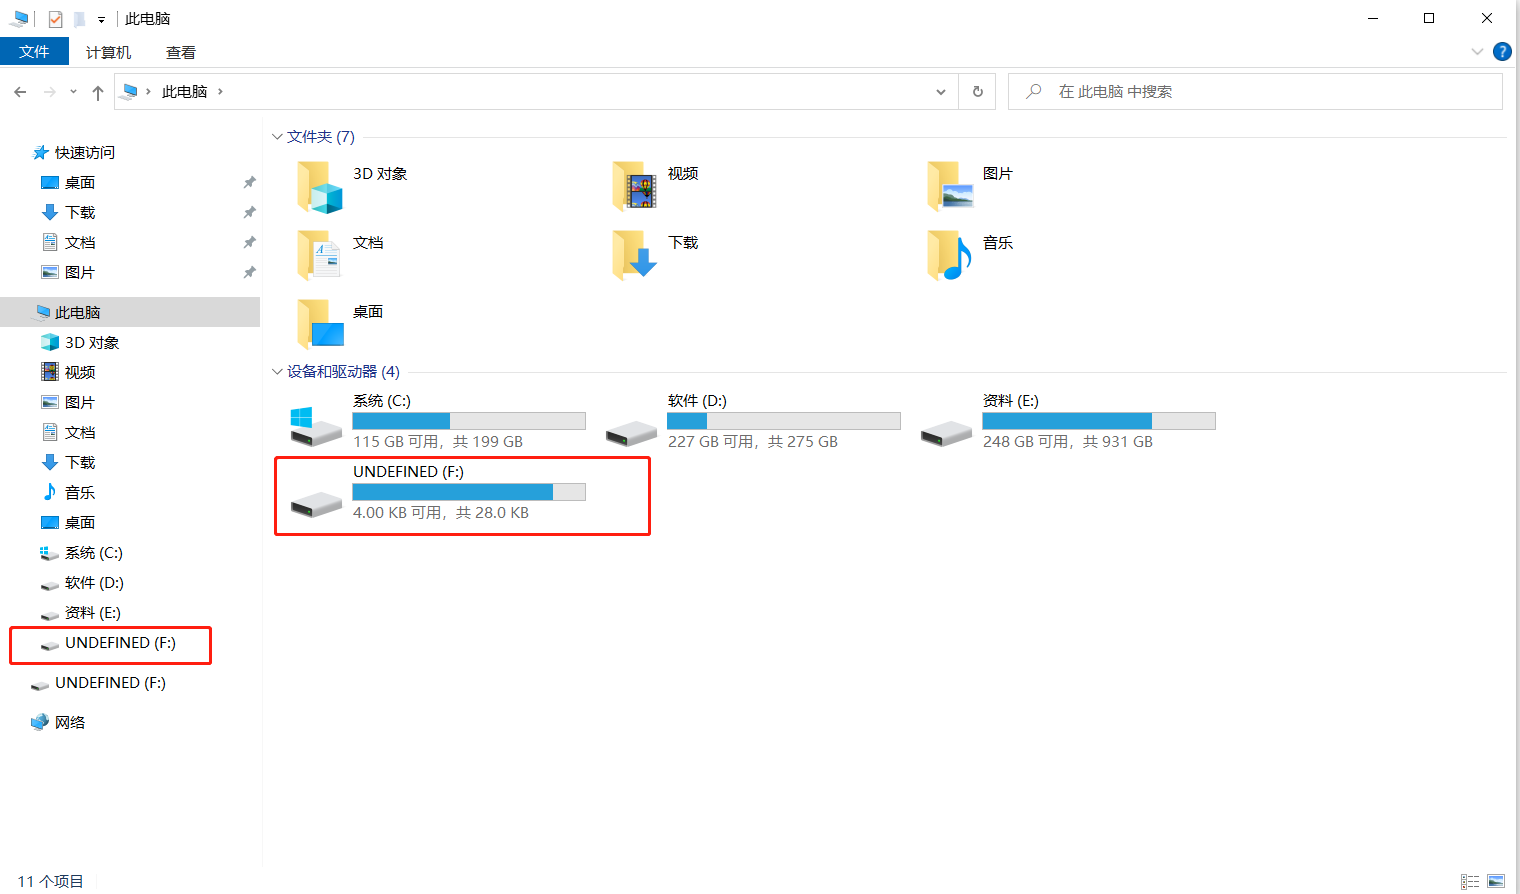 此电脑
文件 计算机 查看
此电脑
在 此电脑 中搜索
快速访问
桌面
下载
文档
图片
此电脑
3D 对象
视频
图片
文档
下载
音乐
桌面
系统 (C:)
软件 (D:)
资料 (E:)
UNDEFINED (F:)
UNDEFINED (F:)
网络
文件夹 (7)
3D 对象
视频
图片
文档
下载
音乐
桌面
设备和驱动器 (4)
系统 (C:)
115 GB 可用，共 199 GB
软件 (D:)
227 GB 可用，共 275 GB
资料 (E:)
248 GB 可用，共 931 GB
UNDEFINED (F:)
4.00 KB 可用，共 28.0 KB
11 个项目